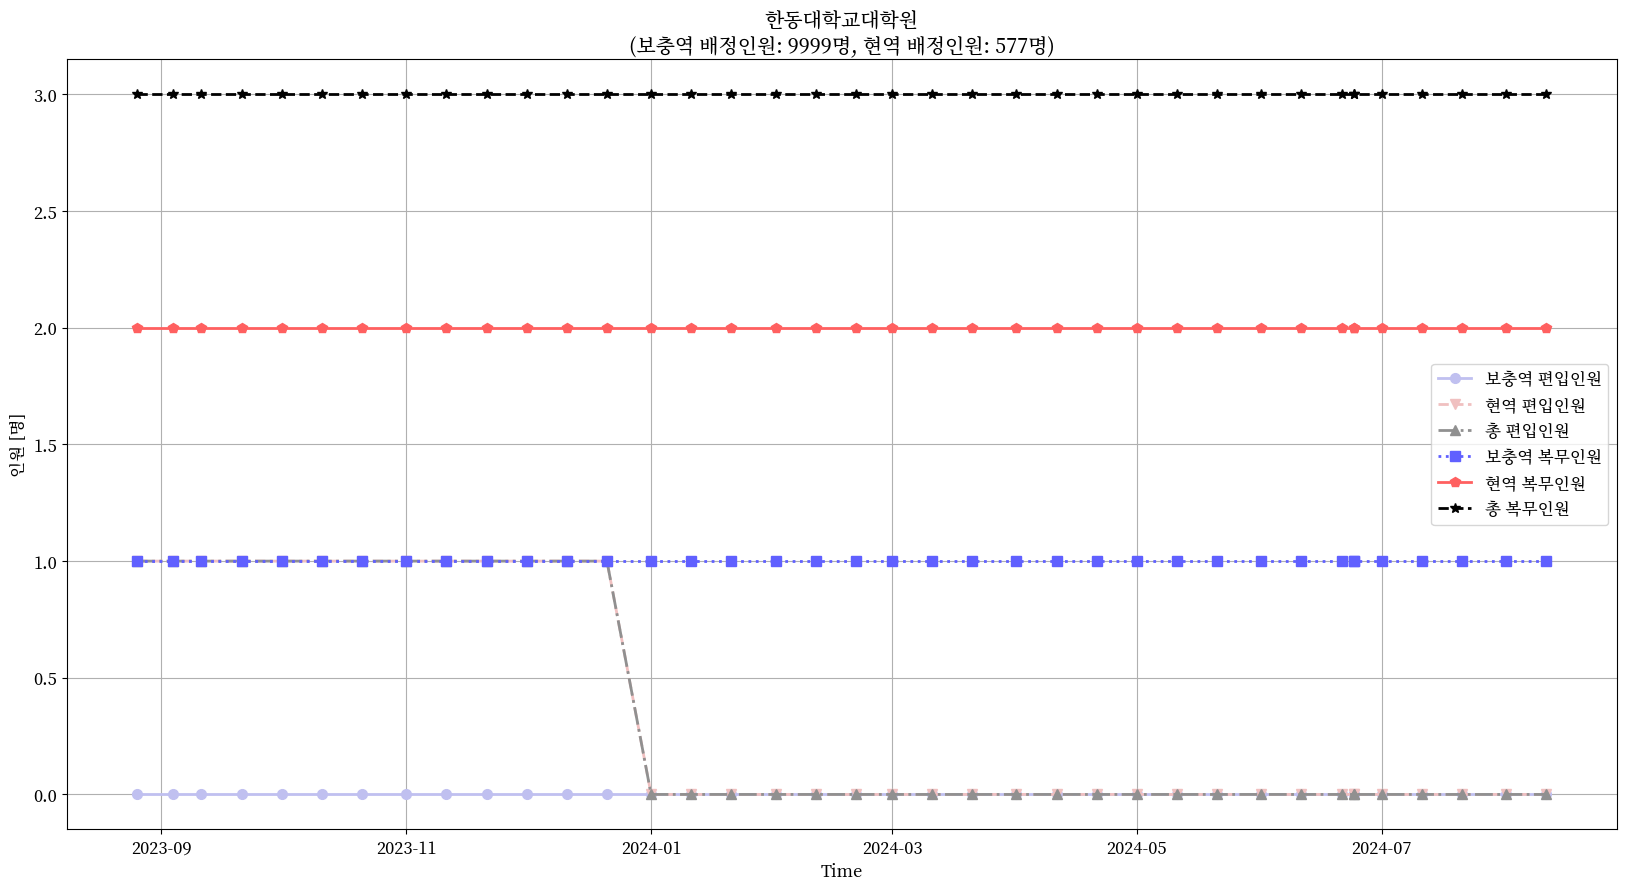 한동대학교대학원
(보충역 배정인원: 9999명, 현역 배정인원: 577명)
3.0
2.5
2.0
1.5
1.0
0.5
0.0
인원 [명]
보충역 편입인원
현역 편입인원
총 편입인원
보충역 복무인원
현역 복무인원
총 복무인원
2023-09
2023-11
2024-01
2024-03
2024-05
2024-07
Time